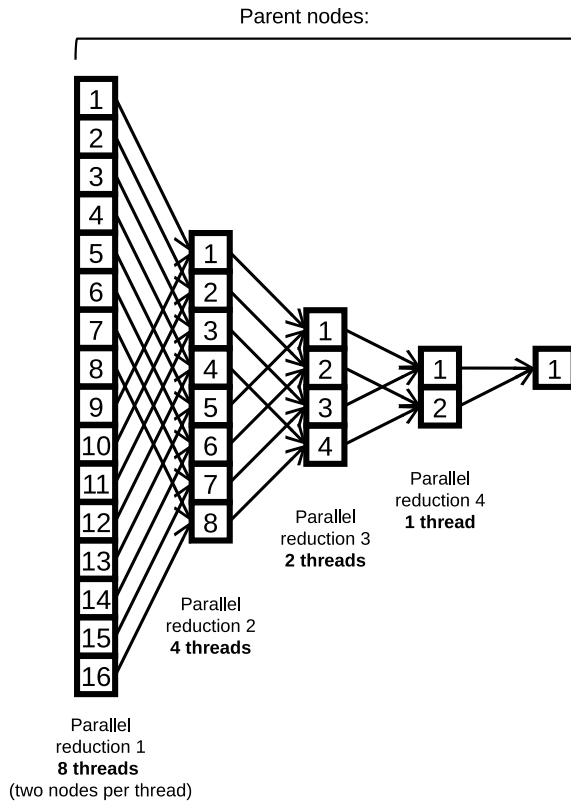 Parent nodes:
1
2
3
4
5
6
7
8
9
10
11
12
13
14
15
16
Parallel
reduction 1
8 threads
(two nodes per thread)
1
2
3
4
5
6
7
8
Parallel
reduction 2
4 threads
1
2
3
4
Parallel
reduction 3
2 threads
1
2
Parallel
reduction 4
1 thread
1